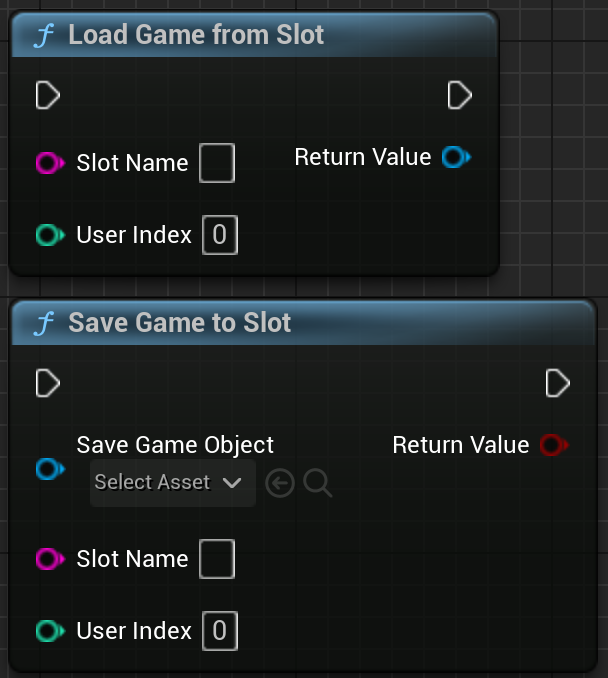 f Load Game from Slot
Slot Name
Return Value
User Index 0
f Save Game to Slot
Save Game Object
Return Value
Select Asset
Slot Name
User Index 0